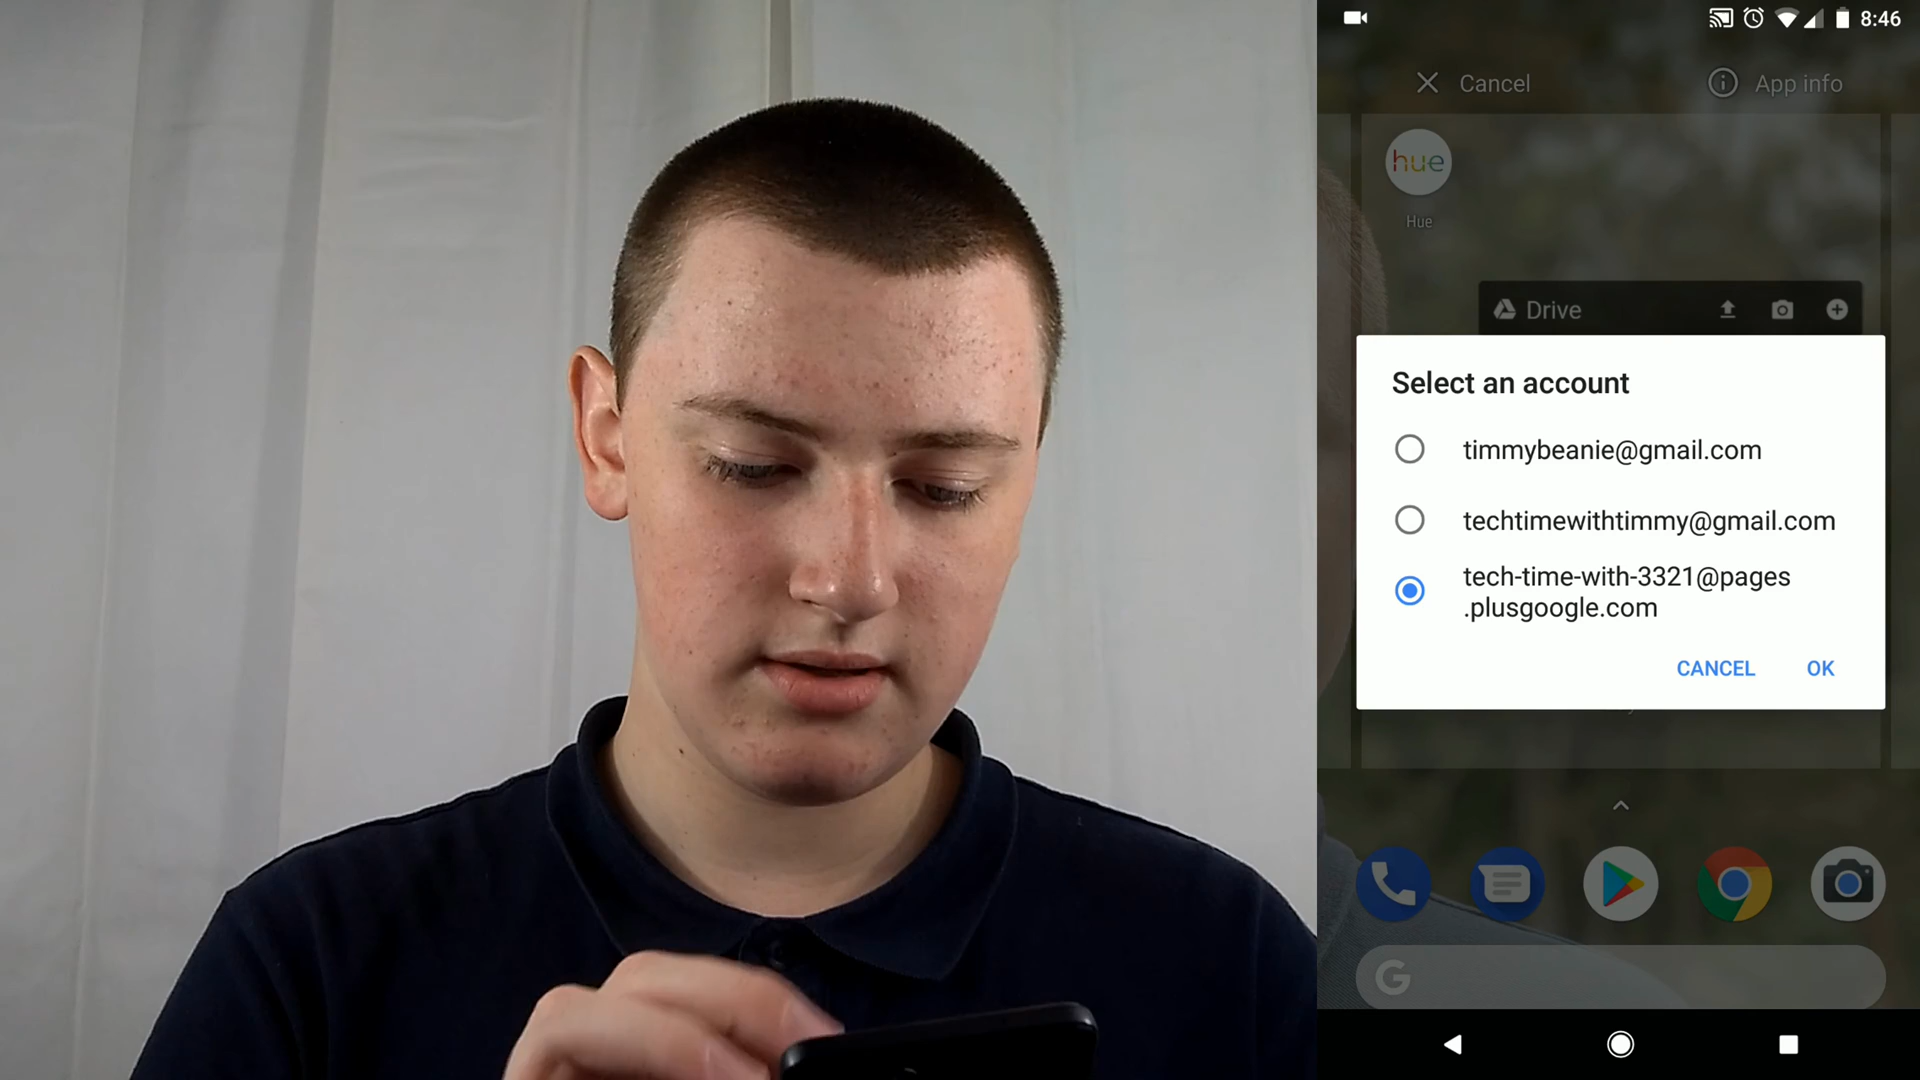 8:46
Cancel
App info
hue
Hue
Drive
Select an account
timmybeanie@gmail.com
techtimewithtimmy@gmail.com
tech-time-with-3321@pages
.plusgoogle.com
CANCEL
OK
G